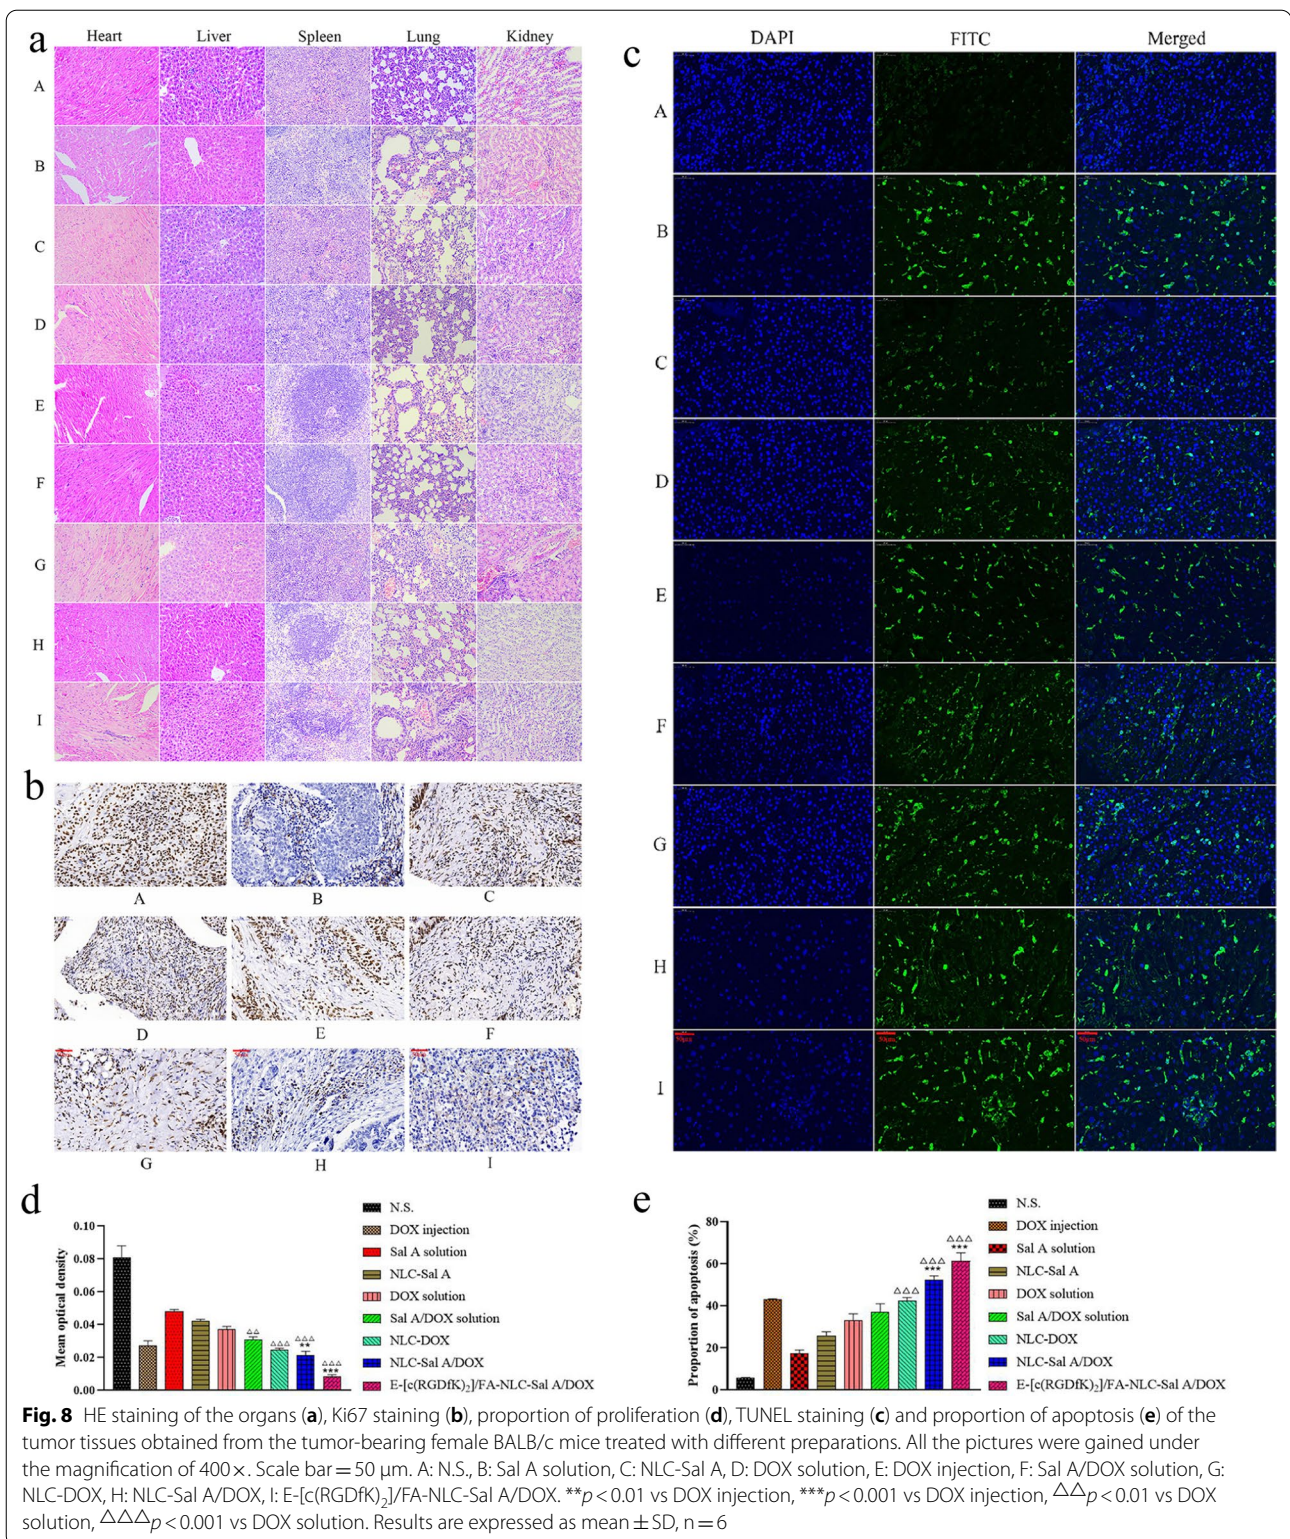 a
Heart Liver Spleen Lung Kidney
A
B
C
D
E
F
G
H
I
b
A B C
D E F
G H I
c
DAPI FITC Merged
A
B
C
D
E
F
G
H
I
50μm 50μm 50μm
d
Mean optical density
0.10
0.08
0.06
0.04
0.02
0.00
△△
△△△
△△△
**
△△△
***
N.S.
DOX injection
Sal A solution
NLC-Sal A
DOX solution
Sal A/DOX solution
NLC-DOX
NLC-Sal A/DOX
E-[c(RGDfK)₂]/FA-NLC-Sal A/DOX
e
Proportion of apoptosis (%)
80
60
40
20
0
△△△
△△△
***
△△△
***
N.S.
DOX injection
Sal A solution
NLC-Sal A
DOX solution
Sal A/DOX solution
NLC-DOX
NLC-Sal A/DOX
E-[c(RGDfK)₂]/FA-NLC-Sal A/DOX
Fig. 8 HE staining of the organs (a), Ki67 staining (b), proportion of proliferation (d), TUNEL staining (c) and proportion of apoptosis (e) of the
tumor tissues obtained from the tumor-bearing female BALB/c mice treated with different preparations. All the pictures were gained under
the magnification of 400×. Scale bar = 50 μm. A: N.S., B: Sal A solution, C: NLC-Sal A, D: DOX solution, E: DOX injection, F: Sal A/DOX solution, G:
NLC-DOX, H: NLC-Sal A/DOX, I: E-[c(RGDfK)₂]/FA-NLC-Sal A/DOX. **p < 0.01 vs DOX injection, ***p < 0.001 vs DOX injection, △△p < 0.01 vs DOX
solution, △△△p < 0.001 vs DOX solution. Results are expressed as mean ± SD, n = 6